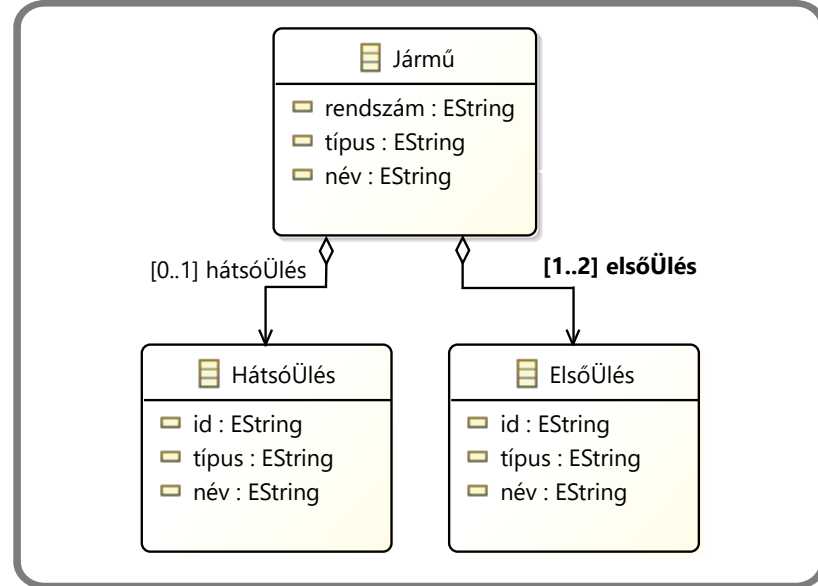 Jármű
rendszám : EString
típus : EString
név : EString
[0..1] hátsóÜlés
[1..2] elsőÜlés
HátsóÜlés
id : EString
típus : EString
név : EString
ElsőÜlés
id : EString
típus : EString
név : EString